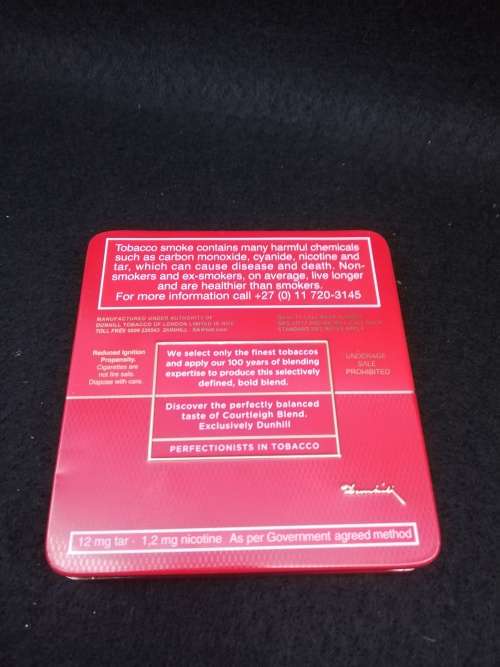 Tobacco smoke contains many harmful chemicals
such as carbon monoxide, cyanide, nicotine and
tar, which can cause disease and death. Non-
smokers and ex-smokers, on average, live longer
and are healthier than smokers.
For more information call +27 (0) 11 720-3145
MANUFACTURED UNDER AUTHORITY OF
DUNHILL TOBACCO OF LONDON LIMITED
TOLL FREE DUNHILL
Reduced Ignition
Propensity.
Cigarettes are
not fire safe.
Dispose with care.
We select only the finest tobaccos
and apply our 100 years of blending
expertise to produce this selectively
defined, bold blend.
UNDERAGE
SALE
PROHIBITED
Discover the perfectly balanced
taste of Courtleigh Blend.
Exclusively Dunhill
PERFECTIONISTS IN TOBACCO
Dunhill
12 mg tar - 1,2 mg nicotine As per Government agreed method